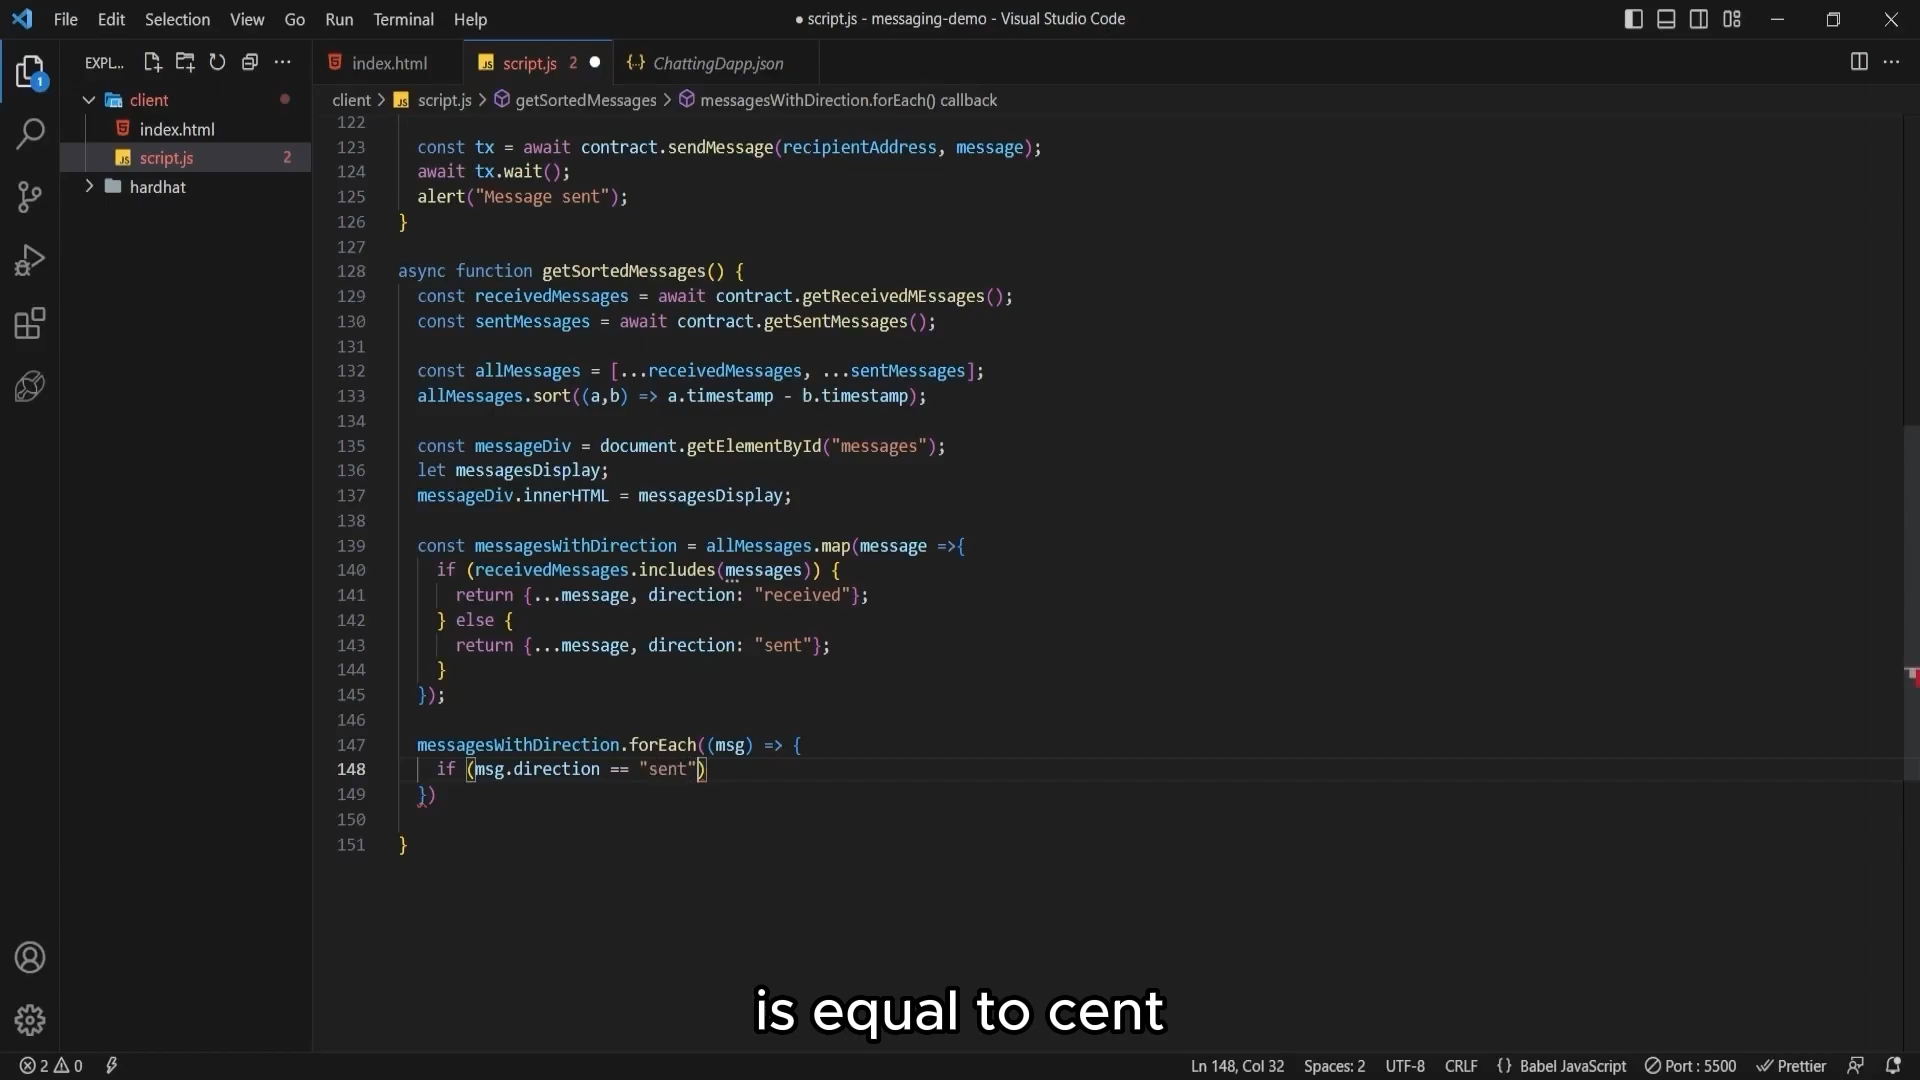 File Edit Selection View Go Run Terminal Help
● script.js - messaging-demo - Visual Studio Code
EXPL...
index.html
script.js 2
ChattingDapp.json
client
index.html
script.js 2
hardhat
1
client > script.js > getSortedMessages > messagesWithDirection.forEach() callback
122
123 const tx = await contract.sendMessage(recipientAddress, message);
124 await tx.wait();
125 alert("Message sent");
126 }
127
128 async function getSortedMessages() {
129 const receivedMessages = await contract.getReceivedMEssages();
130 const sentMessages = await contract.getSentMessages();
131
132 const allMessages = [...receivedMessages, ...sentMessages];
133 allMessages.sort((a,b) => a.timestamp - b.timestamp);
134
135 const messageDiv = document.getElementById("messages");
136 let messagesDisplay;
137 messageDiv.innerHTML = messagesDisplay;
138
139 const messagesWithDirection = allMessages.map(message =>{
140 if (receivedMessages.includes(messages)) {
141 return {...message, direction: "received"};
142 } else {
143 return {...message, direction: "sent"};
144 }
145 });
146
147 messagesWithDirection.forEach((msg) => {
148 if (msg.direction == "sent")
149 })
150
151 }
is equal to cent
2 0
Ln 148, Col 32 Spaces: 2 UTF-8 CRLF {} Babel JavaScript Port : 5500 Prettier